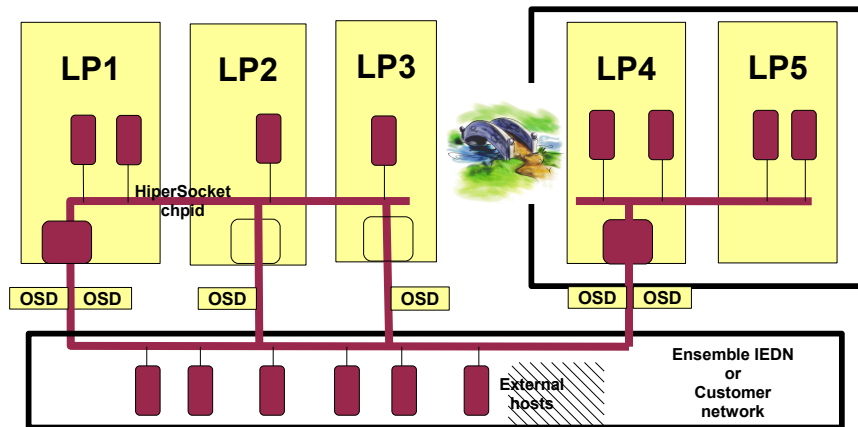 LP1
LP2
LP3
LP4
LP5
HiperSocket
chpid
OSD
OSD
OSD
OSD
OSD
OSD
Ensemble IEDN
or
Customer
network
External
hosts